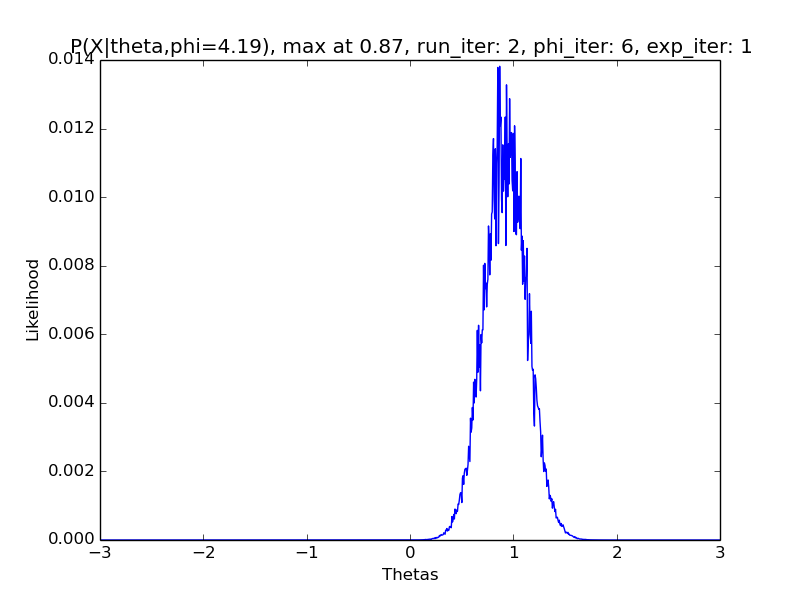 P(X|theta,phi=4.19), max at 0.87, run_iter: 2, phi_iter: 6, exp_iter: 1
0.014
0.012
0.010
0.008
0.006
0.004
0.002
0.000
Likelihood
−3 −2 −1 0 1 2 3
Thetas